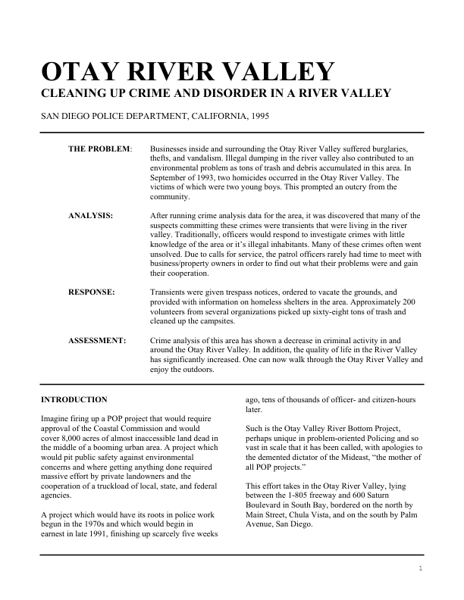 OTAY RIVER VALLEY
CLEANING UP CRIME AND DISORDER IN A RIVER VALLEY
SAN DIEGO POLICE DEPARTMENT, CALIFORNIA, 1995
THE PROBLEM: Businesses inside and surrounding the Otay River Valley suffered burglaries,
thefts, and vandalism. Illegal dumping in the river valley also contributed to an
environmental problem as tons of trash and debris accumulated in this area. In
September of 1993, two homicides occurred in the Otay River Valley. The
victims of which were two young boys. This prompted an outcry from the
community.
ANALYSIS: After running crime analysis data for the area, it was discovered that many of the
suspects committing these crimes were transients that were living in the river
valley. Traditionally, officers would respond to investigate crimes with little
knowledge of the area or it's illegal inhabitants. Many of these crimes often went
unsolved. Due to calls for service, the patrol officers rarely had time to meet with
business/property owners in order to find out what their problems were and gain
their cooperation.
RESPONSE: Transients were given trespass notices, ordered to vacate the grounds, and
provided with information on homeless shelters in the area. Approximately 200
volunteers from several organizations picked up sixty-eight tons of trash and
cleaned up the campsites.
ASSESSMENT: Crime analysis of this area has shown a decrease in criminal activity in and
around the Otay River Valley. In addition, the quality of life in the River Valley
has significantly increased. One can now walk through the Otay River Valley and
enjoy the outdoors.
INTRODUCTION
Imagine firing up a POP project that would require
approval of the Coastal Commission and would
cover 8,000 acres of almost inaccessible land dead in
the middle of a booming urban area. A project which
would pit public safety against environmental
concerns and where getting anything done required
massive effort by private landowners and the
cooperation of a truckload of local, state, and federal
agencies.
A project which would have its roots in police work
begun in the 1970s and which would begin in
earnest in late 1991, finishing up scarcely five weeks
ago, tens of thousands of officer- and citizen-hours
later.
Such is the Otay Valley River Bottom Project,
perhaps unique in problem-oriented Policing and so
vast in scale that it has been called, with apologies to
the demented dictator of the Mideast, “the mother of
all POP projects.”
This effort takes in the Otay River Valley, lying
between the 1-805 freeway and 600 Saturn
Boulevard in South Bay, bordered on the north by
Main Street, Chula Vista, and on the south by Palm
Avenue, San Diego.
1